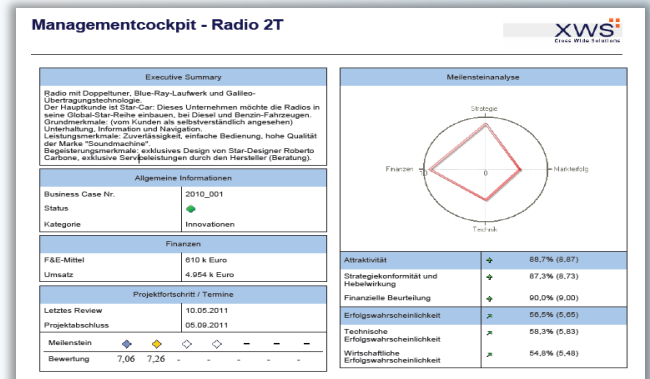 Managementcockpit - Radio 2T
XWS
Cross Wide Solutions
Executive Summary
Radio mit Doppeltuner, Blue-Ray-Laufwerk und Galileo-
Übertragungstechnologie.
Der Hauptkunde ist Star-Car: Dieses Unternehmen möchte die Radios in
seine Global-Star-Reihe einbauen, bei Diesel und Benzin-Fahrzeugen.
Grundmerkmale: (vom Kunden als selbstverständlich angesehen)
Unterhaltung, Information und Navigation.
Leistungsmerkmale: Zuverlässigkeit, einfache Bedienung, hohe Qualität
der Marke "Soundmachine".
Begeisterungsmerkmale: exklusives Design von Star-Designer Roberto
Carbone, exklusive Serviceleistungen durch den Hersteller (Beratung).
Allgemeine Informationen
Business Case Nr. 2010_001
Status
Kategorie Innovationen
Finanzen
F&E-Mittel 610 k Euro
Umsatz 4.954 k Euro
Projektfortschritt / Termine
Letztes Review 10.05.2011
Projektabschluss 05.09.2011
Meilenstein – – –
Bewertung 7,06 7,26 - - - - -
Meilensteinanalyse
Strategie
Finanzen 10 0 Markterfolg
Technik
Attraktivität 88,7% (8,87)
Strategiekonformität und
Hebelwirkung 87,3% (8,73)
Finanzielle Beurteilung 90,0% (9,00)
Erfolgswahrscheinlichkeit 56,5% (5,65)
Technische
Erfolgswahrscheinlichkeit 58,3% (5,83)
Wirtschaftliche
Erfolgswahrscheinlichkeit 54,8% (5,48)